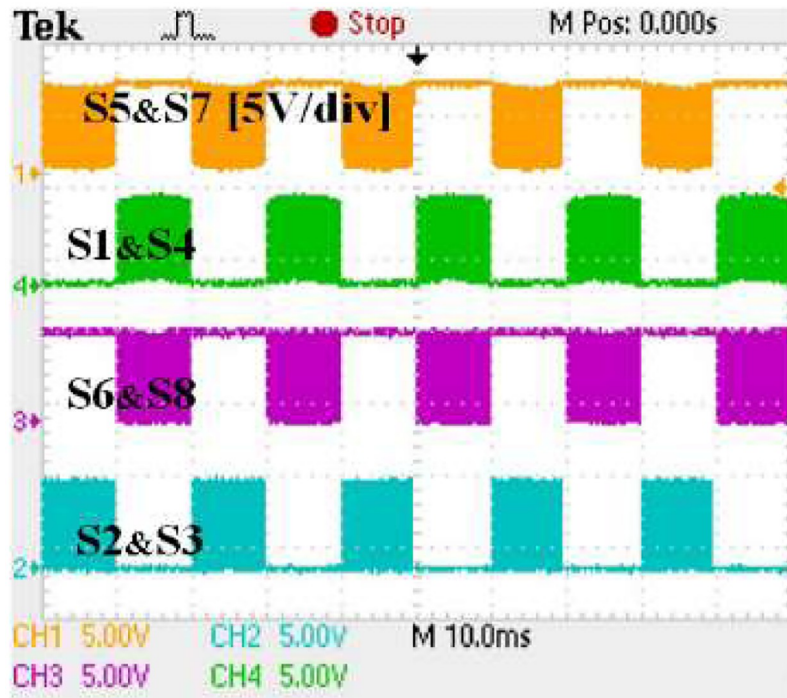 Tek Stop M Pos: 0.000s
S5&S7 [5V/div]
1
S1&S4
4
S6&S8
3
S2&S3
2
CH1 5.00V CH2 5.00V M 10.0ms
CH3 5.00V CH4 5.00V